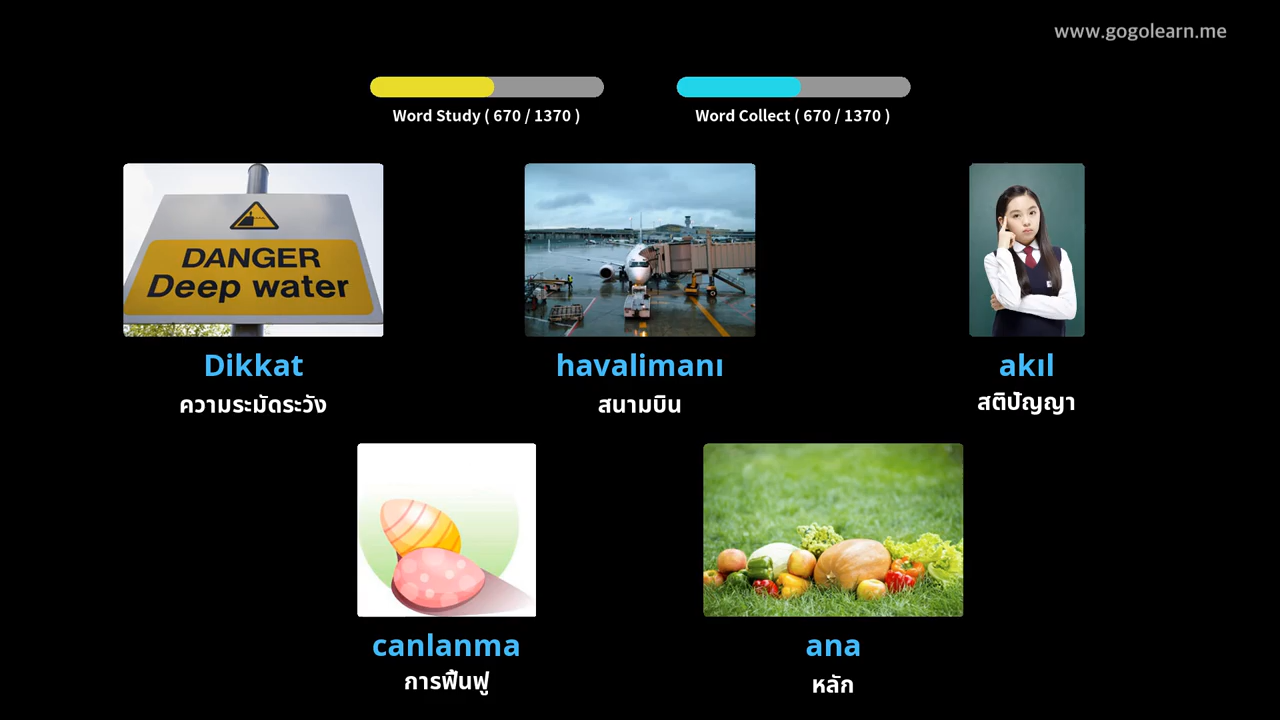 www.gogolearn.me
Word Study ( 670 / 1370 )
Word Collect ( 670 / 1370 )
DANGER
Deep water
Dikkat
ความระมัดระวัง
havalimanı
สนามบิน
akıl
สติปัญญา
canlanma
การฟื้นฟู
ana
หลัก